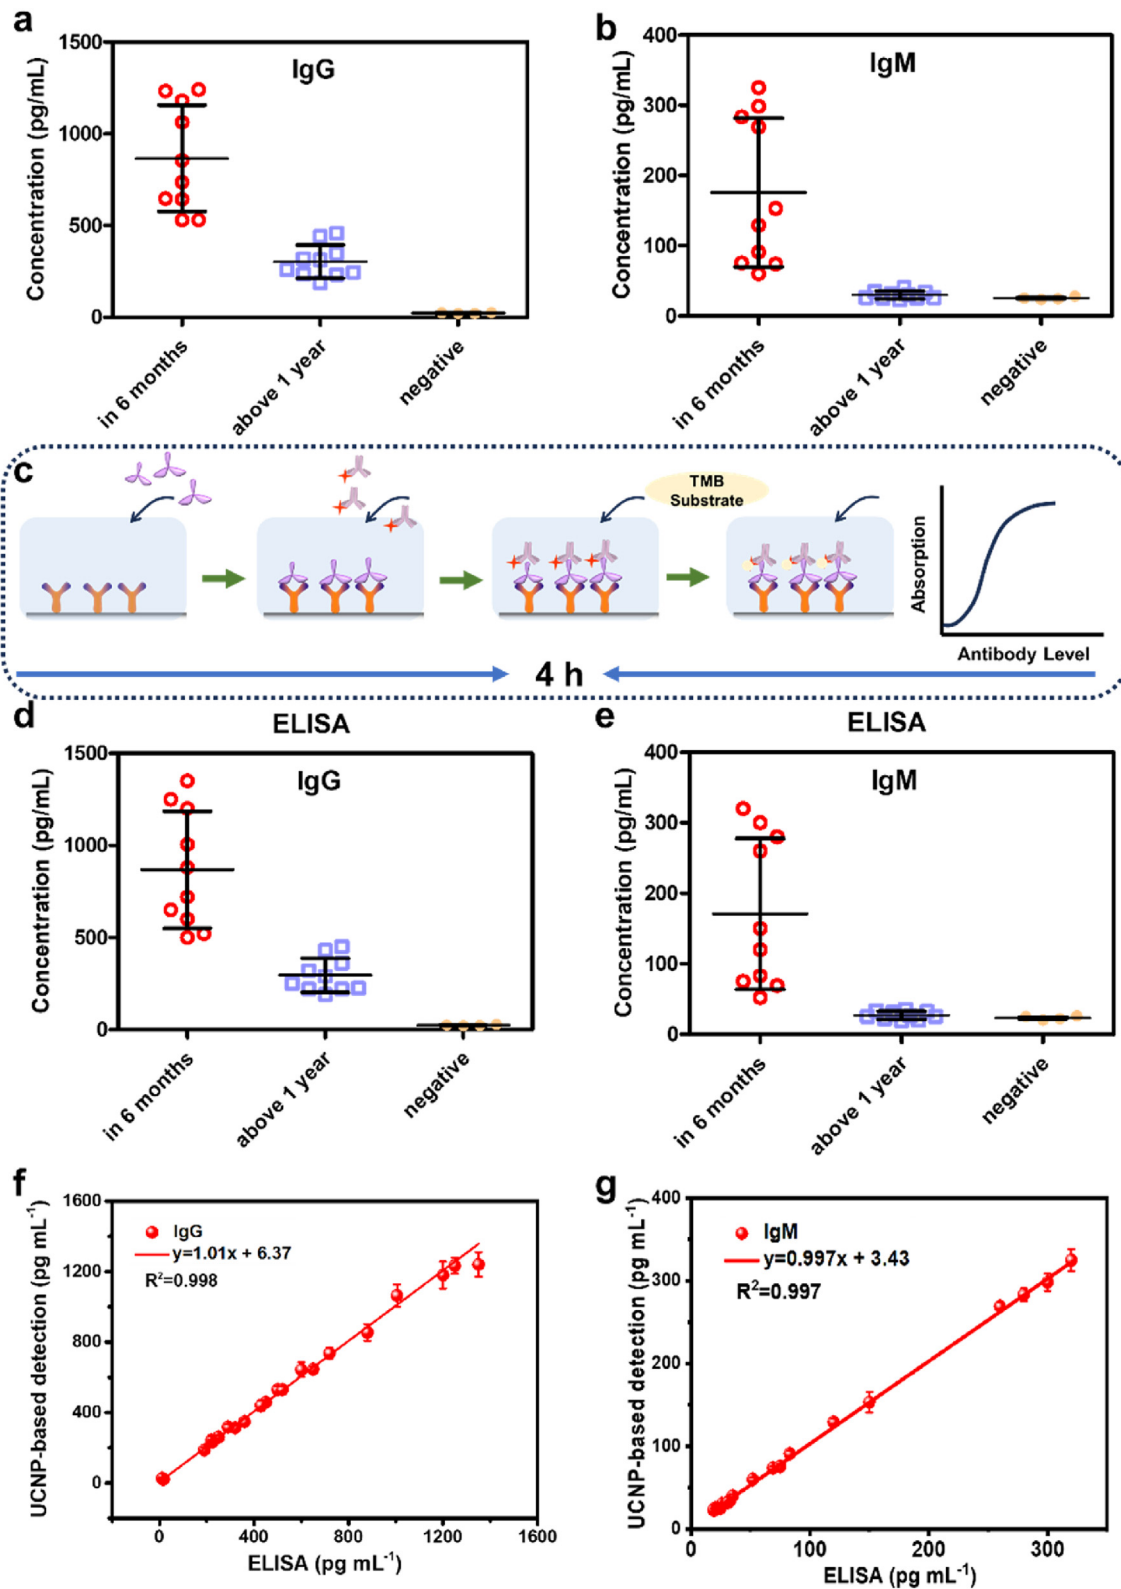 a
1500
1000
500
0
Concentration (pg/mL)
IgG
in 6 months
above 1 year
negative
b
400
300
200
100
0
Concentration (pg/mL)
IgM
in 6 months
above 1 year
negative
c
TMB
Substrate
Absorption
Antibody Level
4 h
d
ELISA
1500
1000
500
0
Concentration (pg/mL)
IgG
in 6 months
above 1 year
negative
e
ELISA
400
300
200
100
0
Concentration (pg/mL)
IgM
in 6 months
above 1 year
negative
f
1600
1200
800
400
0
UCNP-based detection (pg mL⁻¹)
IgG
y=1.01x + 6.37
R²=0.998
0 400 800 1200 1600
ELISA (pg mL⁻¹)
g
400
300
200
100
0
UCNP-based detection (pg mL⁻¹)
IgM
y=0.997x + 3.43
R²=0.997
0 100 200 300
ELISA (pg mL⁻¹)